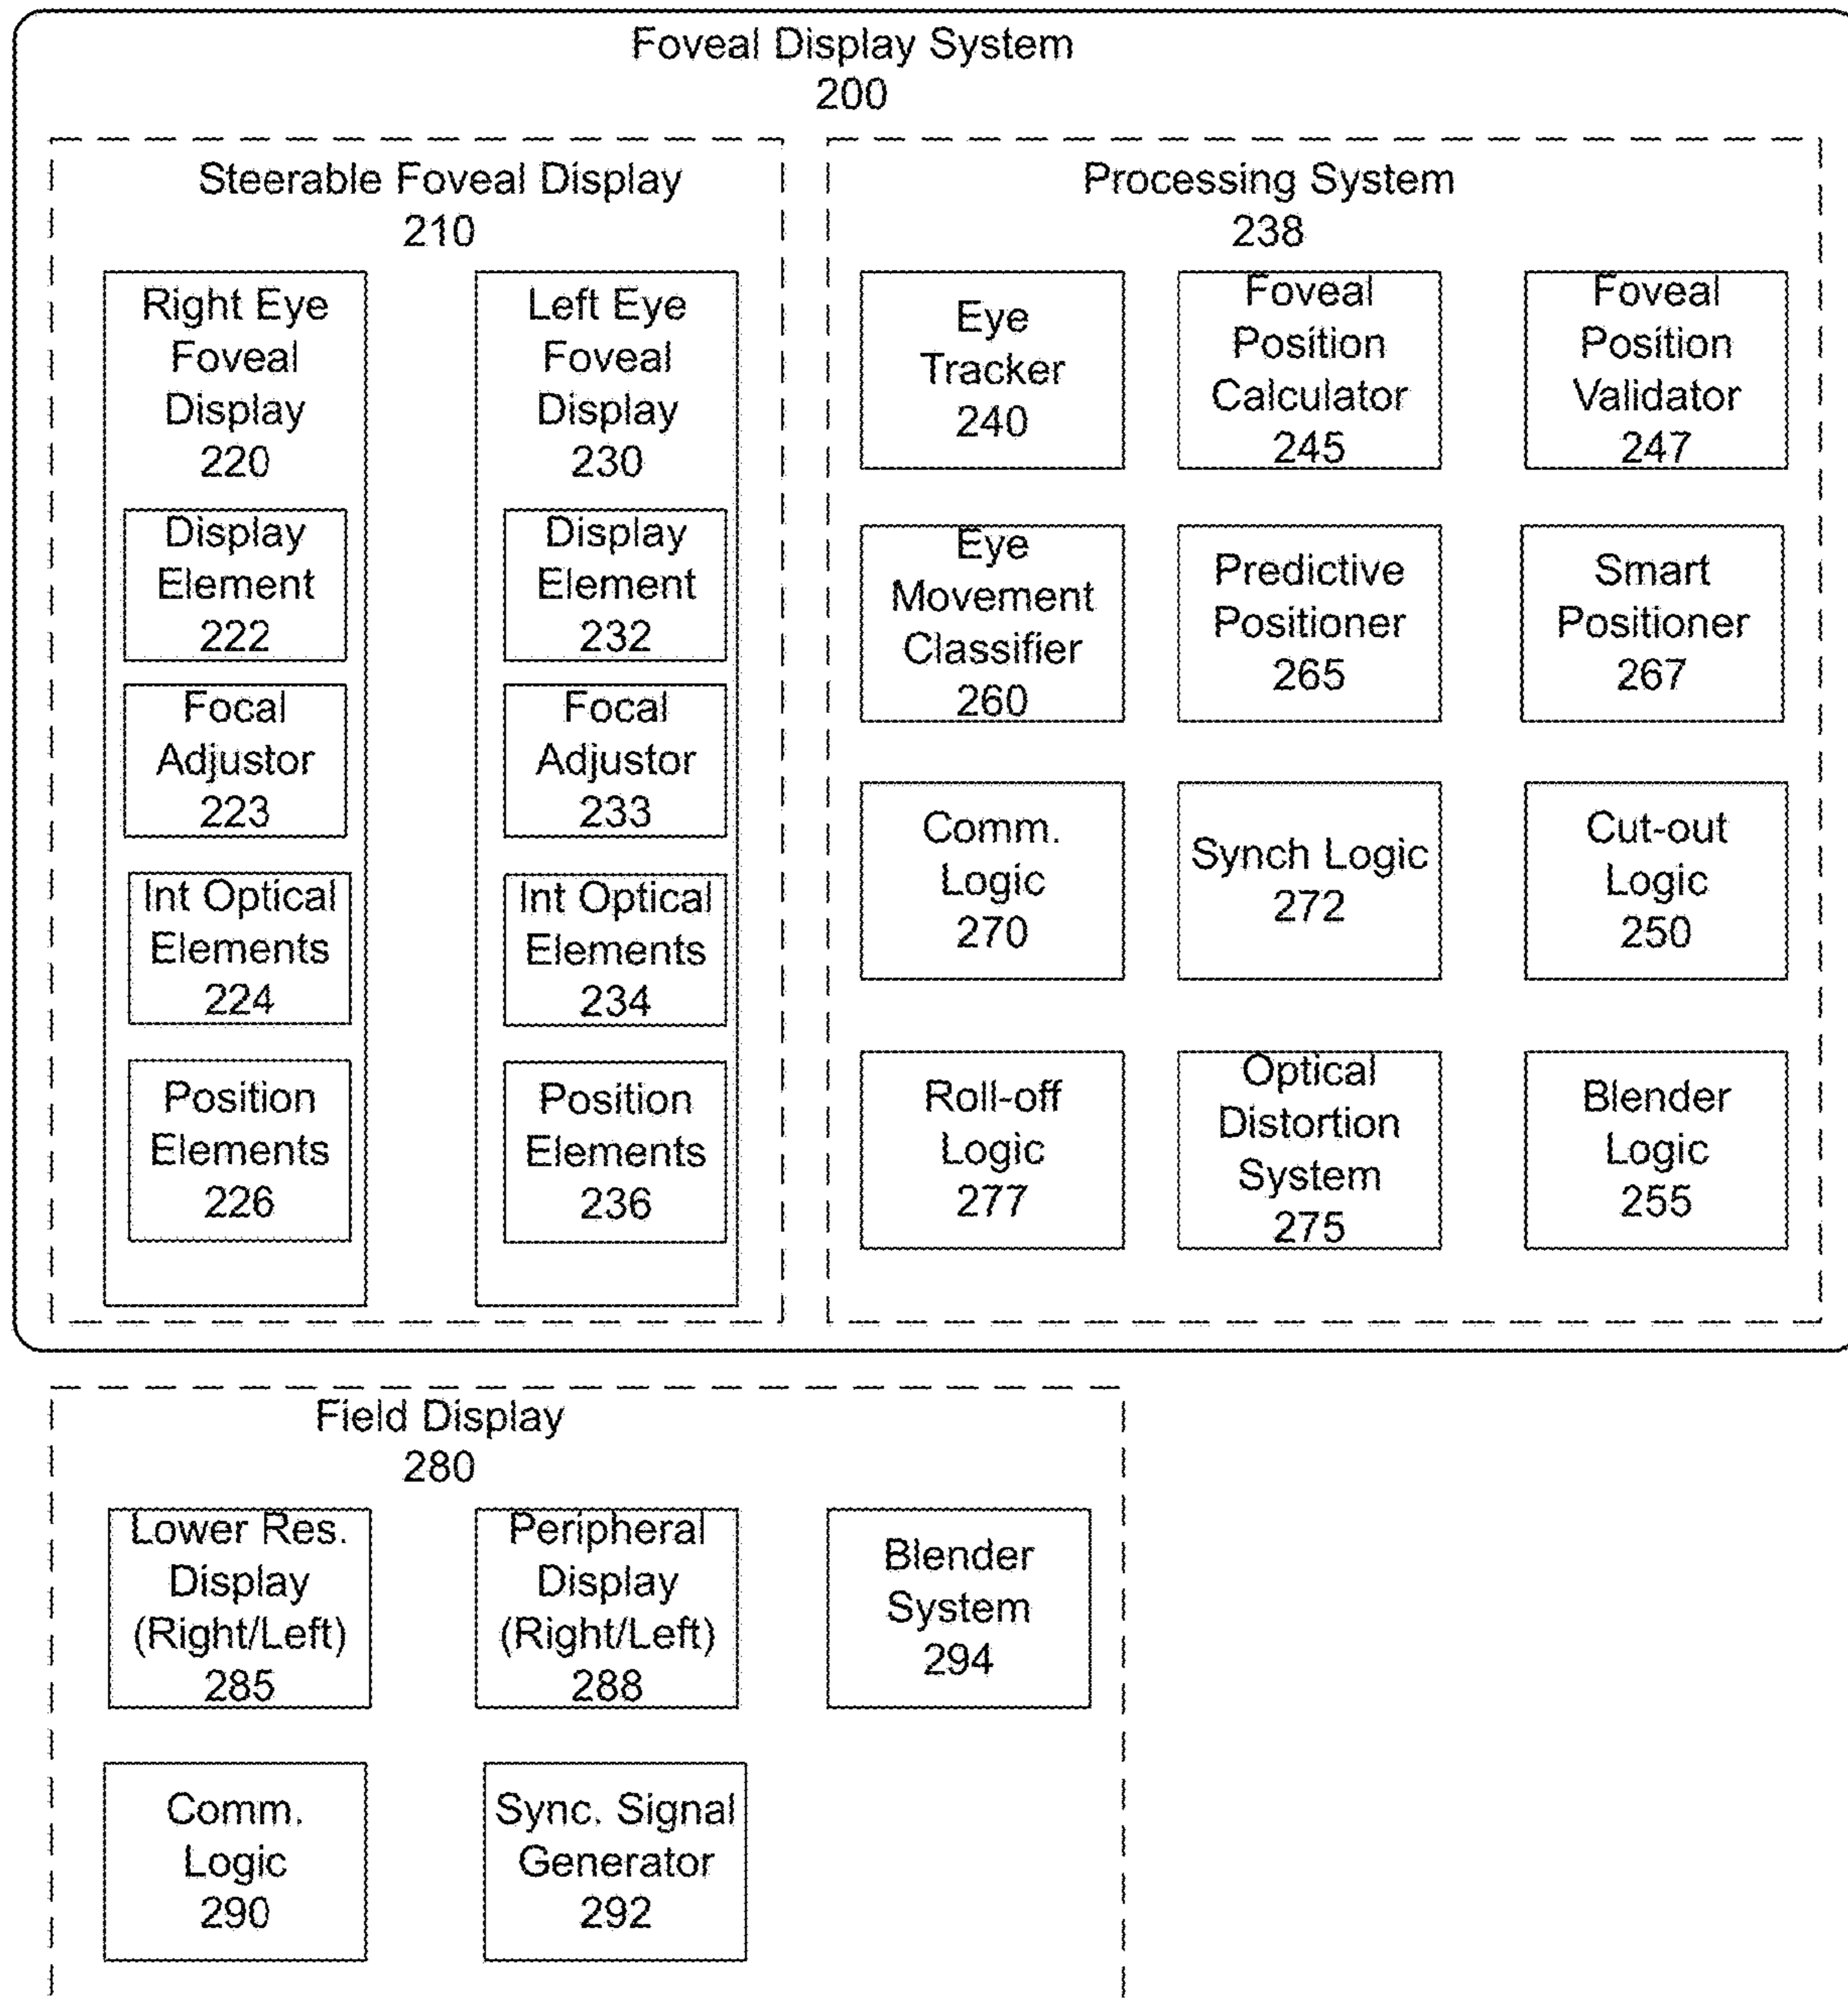 Foveal Display System
200
Steerable Foveal Display
210
Right Eye
Foveal
Display
220
Display
Element
222
Focal
Adjustor
223
Int Optical
Elements
224
Position
Elements
226
Left Eye
Foveal
Display
230
Display
Element
232
Focal
Adjustor
233
Int Optical
Elements
234
Position
Elements
236
Processing System
238
Eye
Tracker
240
Foveal
Position
Calculator
245
Foveal
Position
Validator
247
Eye
Movement
Classifier
260
Predictive
Positioner
265
Smart
Positioner
267
Comm.
Logic
270
Synch Logic
272
Cut-out
Logic
250
Roll-off
Logic
277
Optical
Distortion
System
275
Blender
Logic
255
Field Display
280
Lower Res.
Display
(Right/Left)
285
Peripheral
Display
(Right/Left)
288
Blender
System
294
Comm.
Logic
290
Sync. Signal
Generator
292